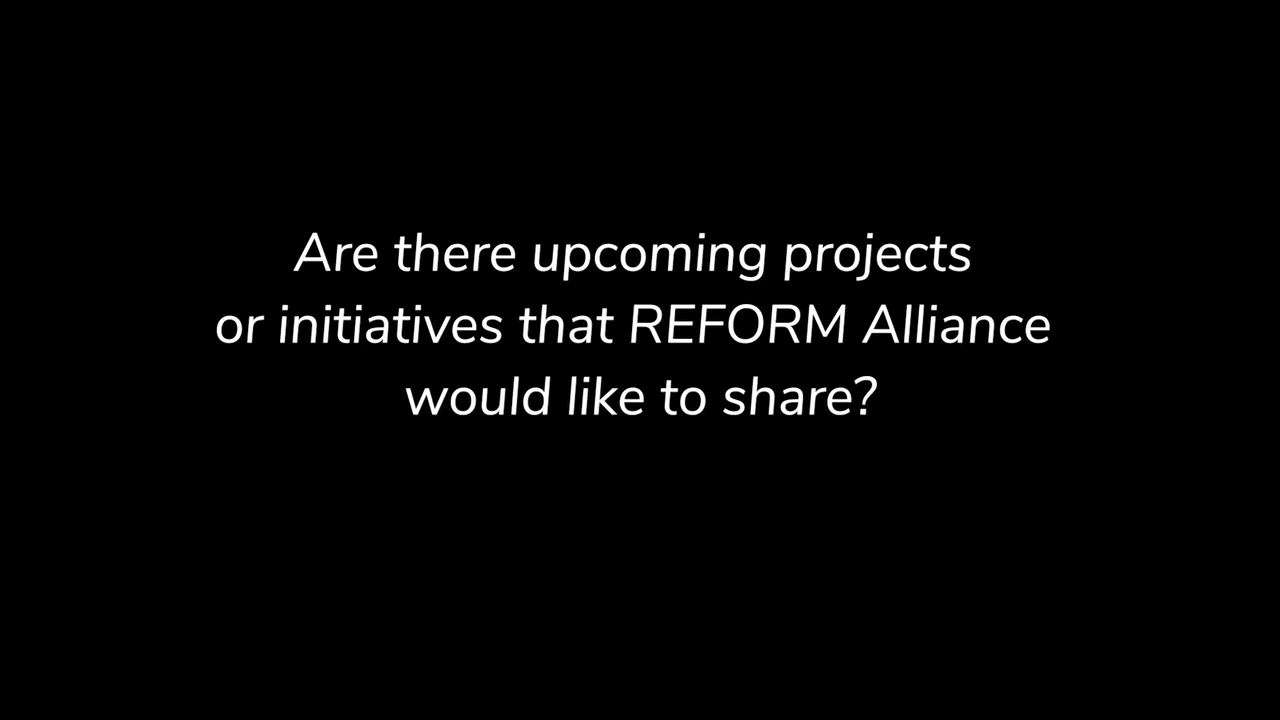 Are there upcoming projects
or initiatives that REFORM Alliance
would like to share?